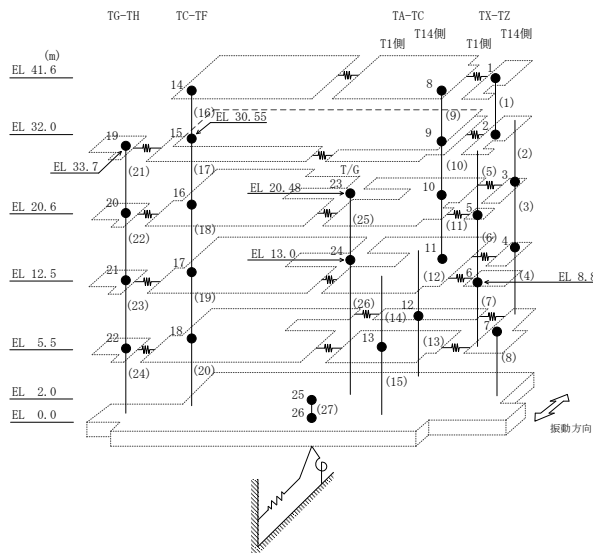 TG-TH
TC-TF
TA-TC
TX-TZ
T1側
T14側
T1側
T14側
(m)
EL 41.6
14
8
1
(1)
(16)
EL 30.55
(9)
EL 32.0
19
15
9
2
EL 33.7
(21)
(17)
T/G
(10)
(2)
(5)
3
20
16
EL 20.48
23
10
(3)
EL 20.6
5
(22)
(18)
(25)
(11)
(6)
EL 13.0
24
11
4
EL 12.5
21
17
(12)
6
(4)
EL 8.8
(23)
(19)
(26)
12
(7)
(14)
7
EL 5.5
22
18
13
(13)
(8)
(24)
(20)
(15)
EL 2.0
25
EL 0.0
26
(27)
振動方向